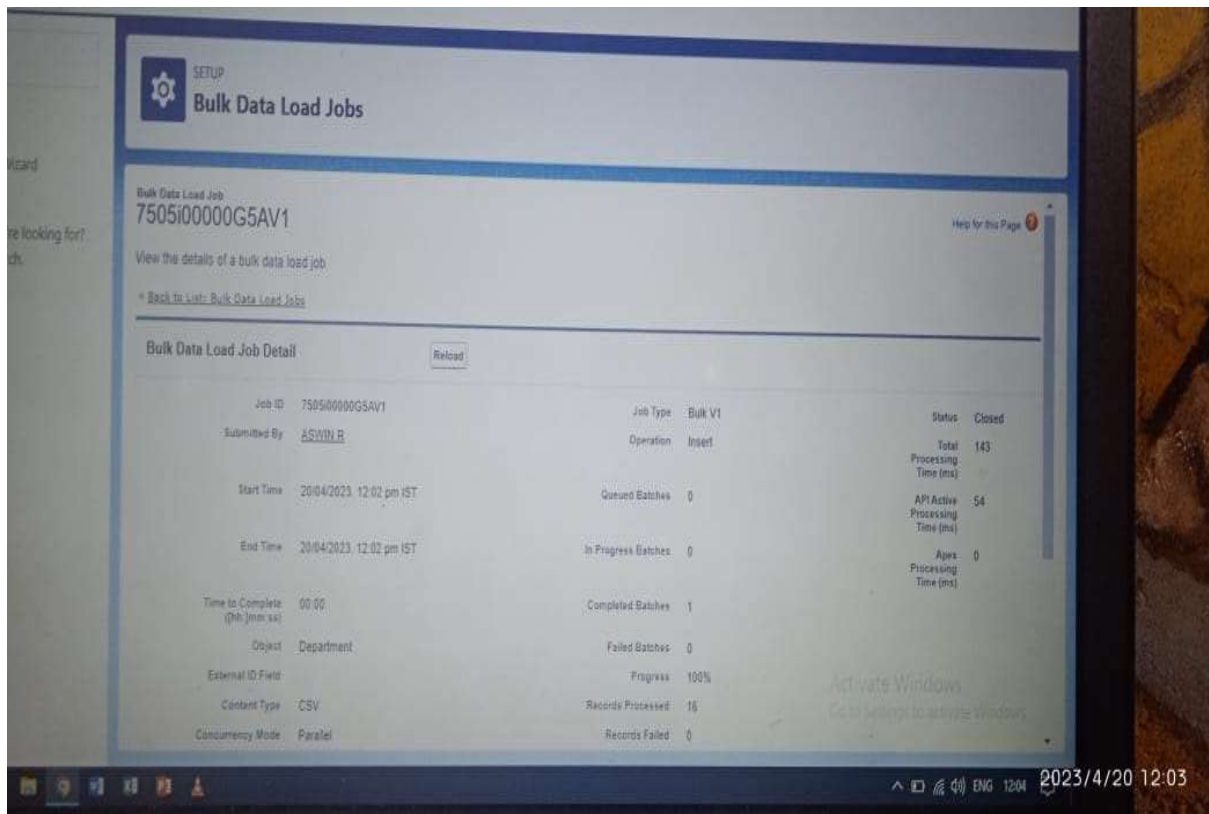 SETUP
Bulk Data Load Jobs
Wizard
re looking for?
ch.
Bulk Data Load Job
7505i00000G5AV1
Help for this Page ?
View the details of a bulk data load job.
« Back to List: Bulk Data Load Jobs
Bulk Data Load Job Detail
Reload
Job ID 7505i00000G5AV1 Job Type Bulk V1 Status Closed
Submitted By ASWIN R Operation Insert Total
Processing
Time (ms) 143
Start Time 20/04/2023, 12:02 pm IST Queued Batches 0 API Active
Processing
Time (ms) 54
End Time 20/04/2023, 12:02 pm IST In Progress Batches 0 Apex
Processing
Time (ms) 0
Time to Complete
([hh:]mm:ss) 00:00 Completed Batches 1
Object Department Failed Batches 0
External ID Field Progress 100%
Content Type CSV Records Processed 16
Concurrency Mode Parallel Records Failed 0
Activate Windows
Go to Settings to activate Windows.
ENG 12:04
2023/4/20 12:03